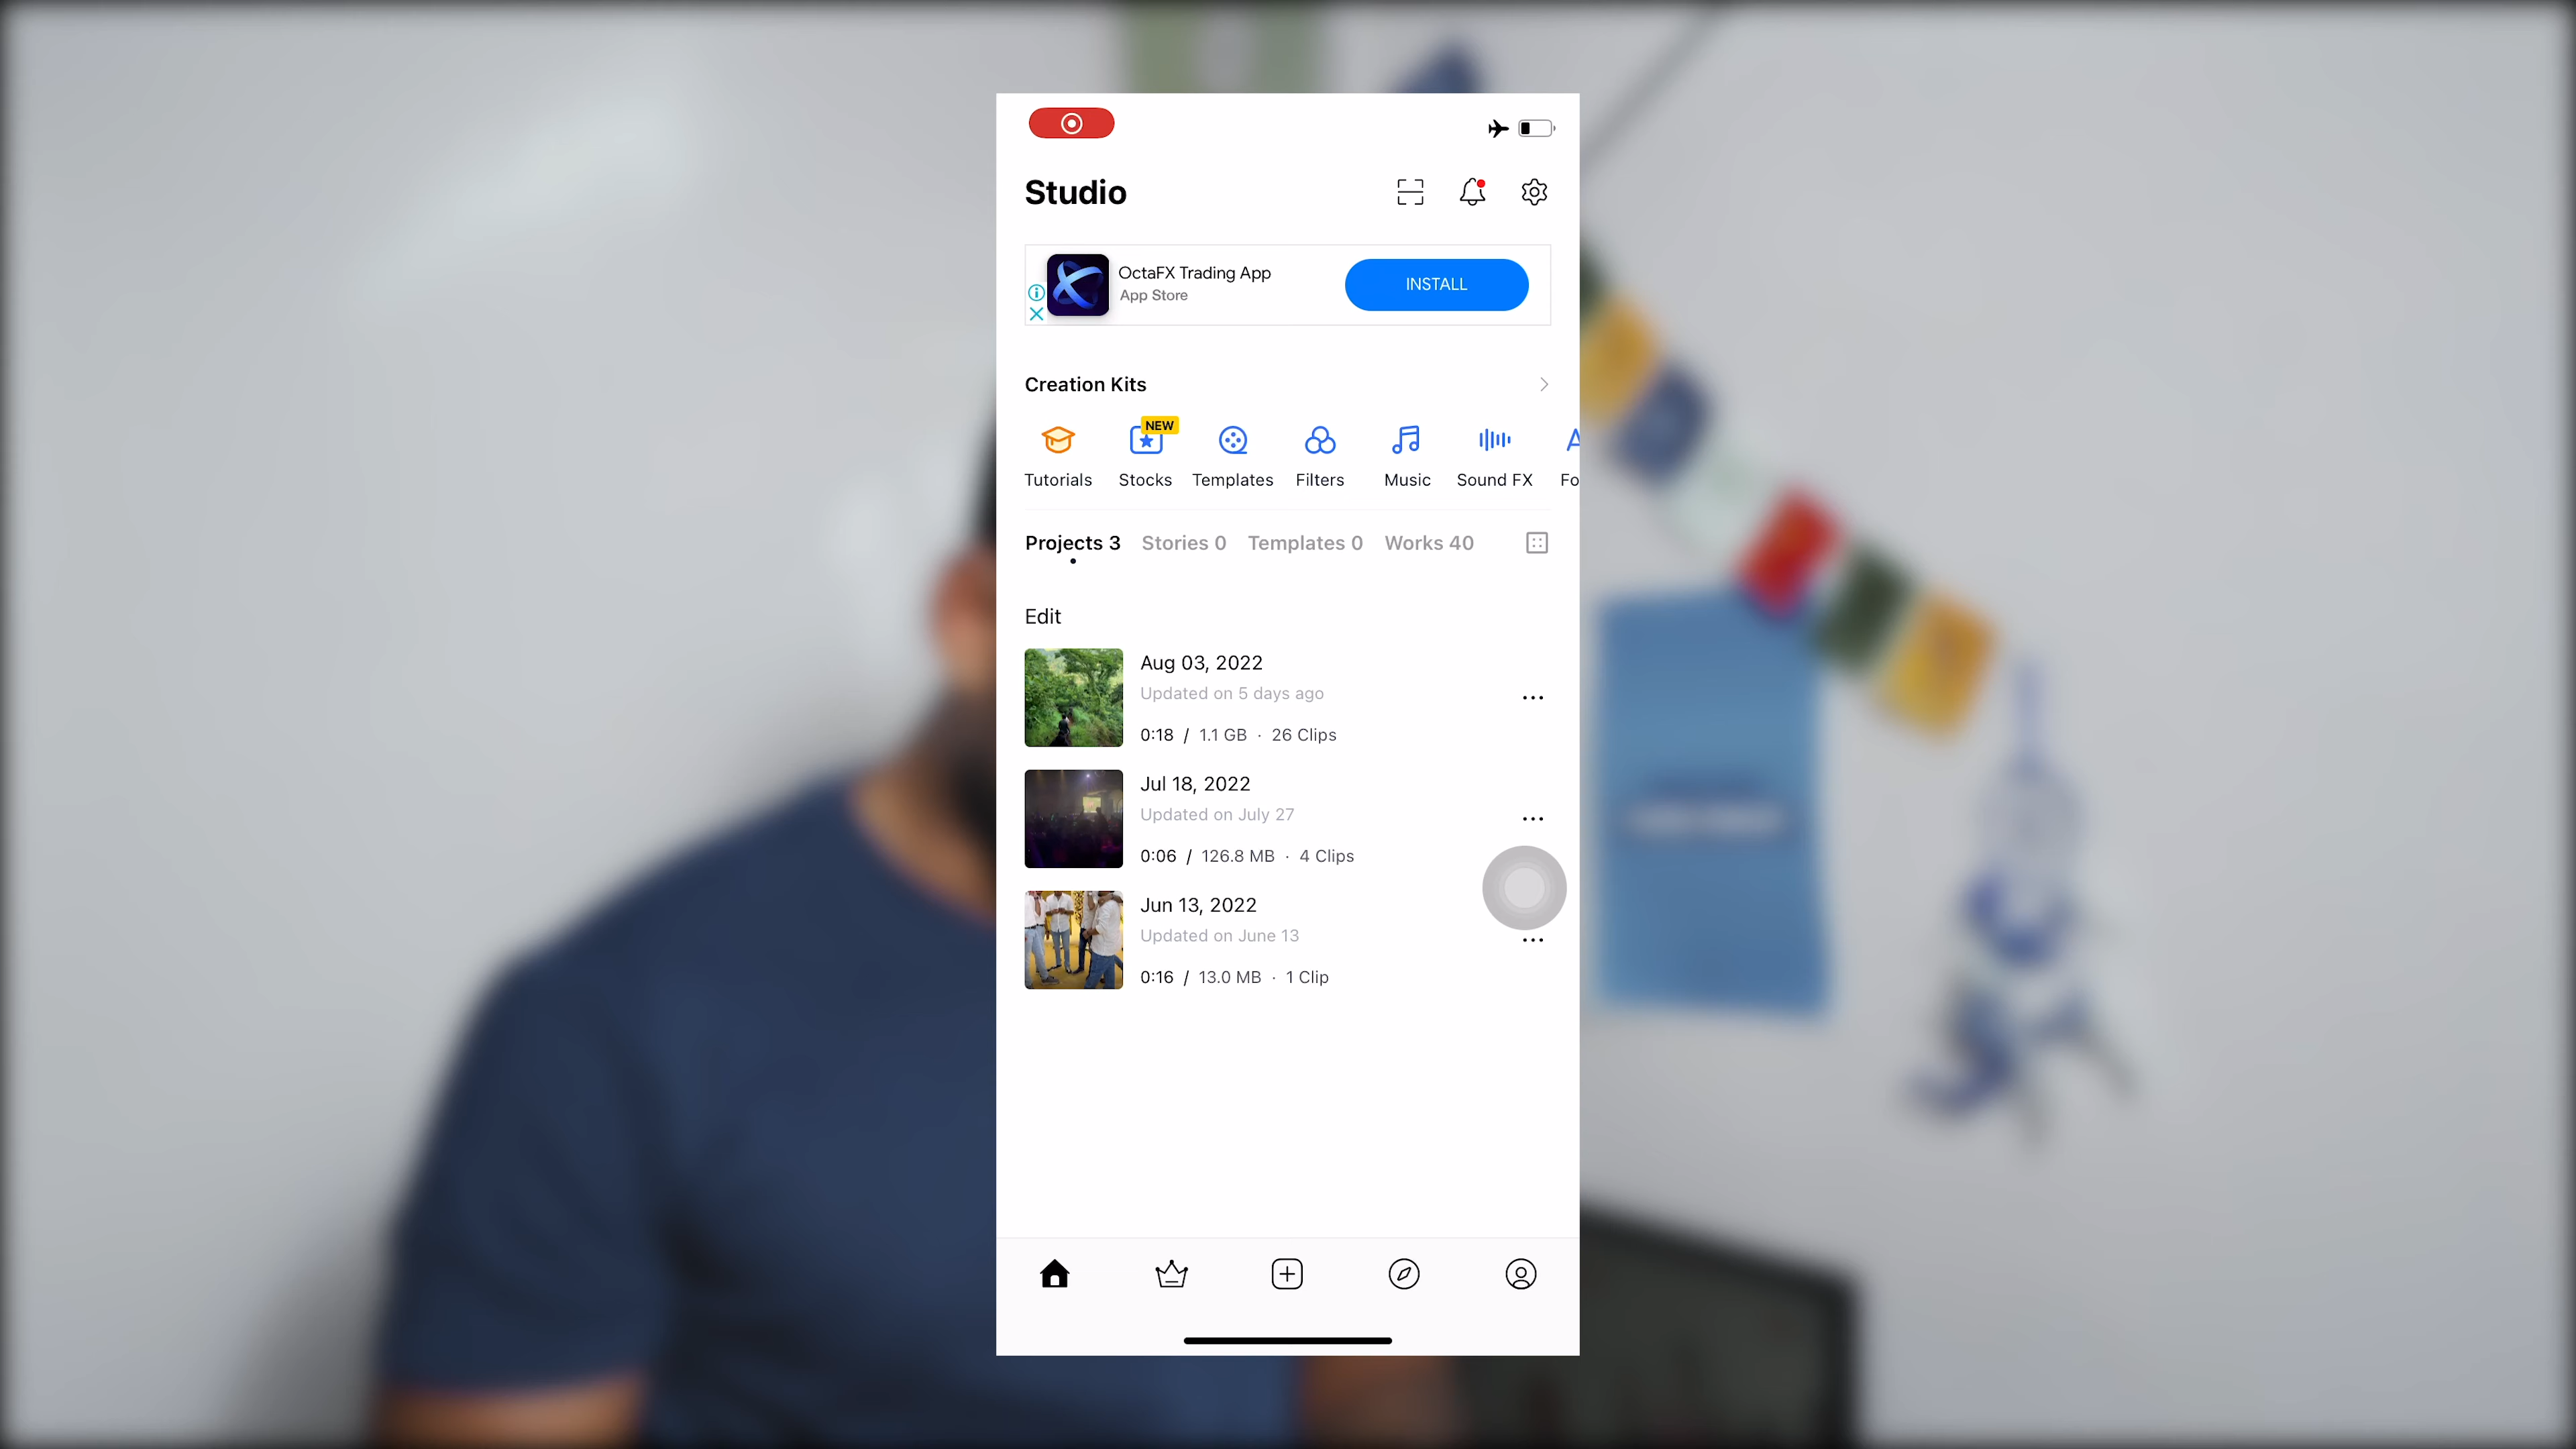 Studio
OctaFX Trading App
App Store
INSTALL
Creation Kits
NEW
Tutorials Stocks Templates Filters Music Sound FX Fo
Projects 3 Stories 0 Templates 0 Works 40
Edit
Aug 03, 2022
Updated on 5 days ago
0:18 / 1.1 GB · 26 Clips
Jul 18, 2022
Updated on July 27
0:06 / 126.8 MB · 4 Clips
Jun 13, 2022
Updated on June 13
0:16 / 13.0 MB · 1 Clip